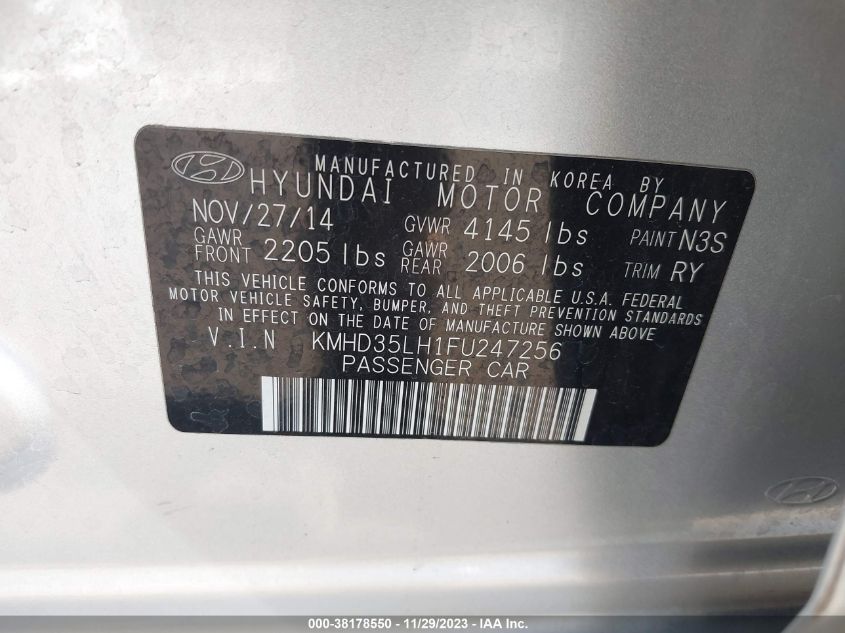 MANUFACTURED IN KOREA BY
HYUNDAI MOTOR COMPANY
NOV/27/14 GVWR 4145 lbs PAINT N3S
GAWR FRONT 2205 lbs GAWR REAR 2006 lbs TRIM RY
THIS VEHICLE CONFORMS TO ALL APPLICABLE U.S.A. FEDERAL
MOTOR VEHICLE SAFETY, BUMPER, AND THEFT PREVENTION STANDARDS
IN EFFECT ON THE DATE OF MANUFACTURE SHOWN ABOVE
V.I.N KMHD35LH1FU247256
PASSENGER CAR
000-38178550 - 11/29/2023 - IAA Inc.